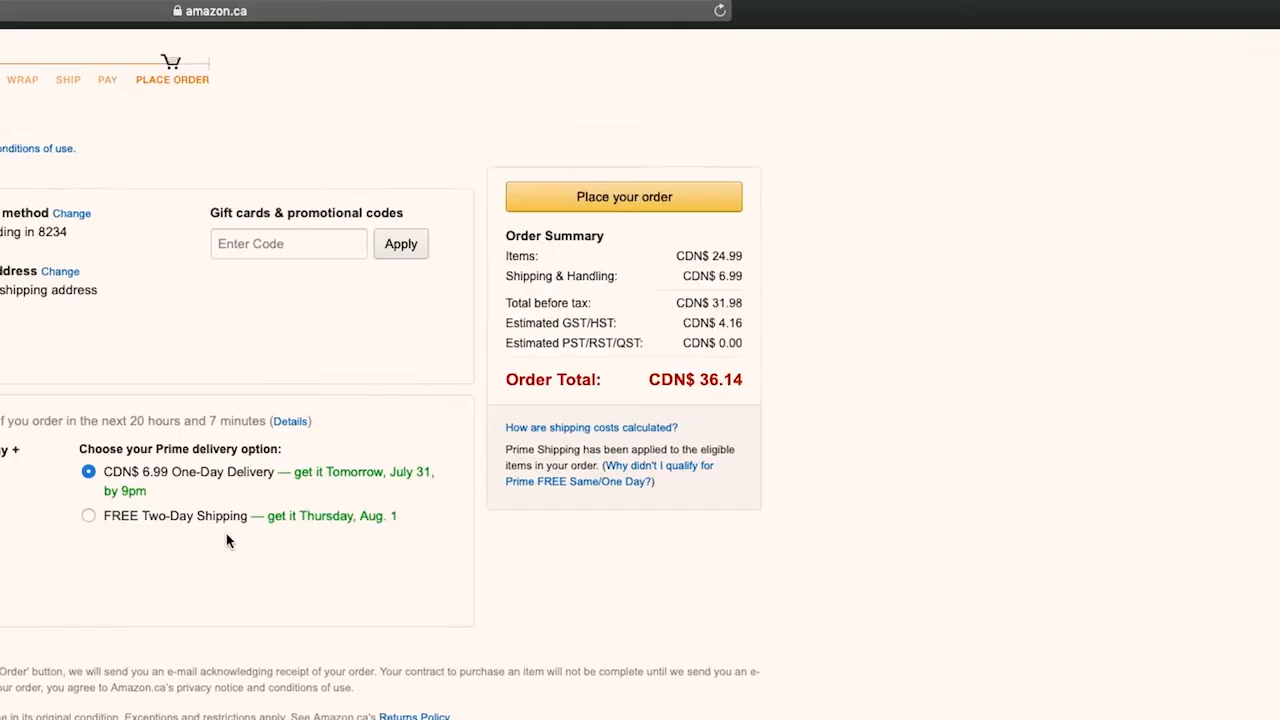 amazon.ca
WRAP SHIP PAY PLACE ORDER
conditions of use.
method Change
ding in 8234
Gift cards & promotional codes
Enter Code Apply
ddress Change
shipping address
Place your order
Order Summary
Items: CDN$ 24.99
Shipping & Handling: CDN$ 6.99
Total before tax: CDN$ 31.98
Estimated GST/HST: CDN$ 4.16
Estimated PST/RST/QST: CDN$ 0.00
Order Total: CDN$ 36.14
How are shipping costs calculated?
Prime Shipping has been applied to the eligible
items in your order. (Why didn't I qualify for
Prime FREE Same/One Day?)
f you order in the next 20 hours and 7 minutes (Details)
y +
Choose your Prime delivery option:
CDN$ 6.99 One-Day Delivery — get it Tomorrow, July 31,
by 9pm
FREE Two-Day Shipping — get it Thursday, Aug. 1
Order' button, we will send you an e-mail acknowledging receipt of your order. Your contract to purchase an item will not be complete until we send you an e-
our order, you agree to Amazon.ca's privacy notice and conditions of use.
e in its original condition. Exceptions and restrictions apply. See Amazon.ca's Returns Policy